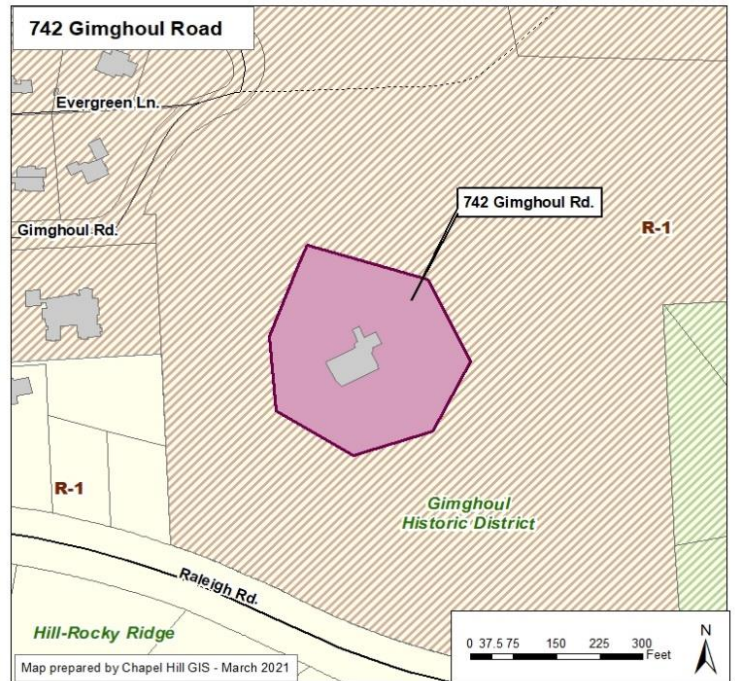 742 Gimghoul Road
Evergreen Ln.
742 Gimghoul Rd.
R-1
Gimghoul Rd.
R-1
Gimghoul
Historic District
Raleigh Rd.
Hill-Rocky Ridge
Map prepared by Chapel Hill GIS - March 2021
0 37.5 75 150 225 300
Feet
N